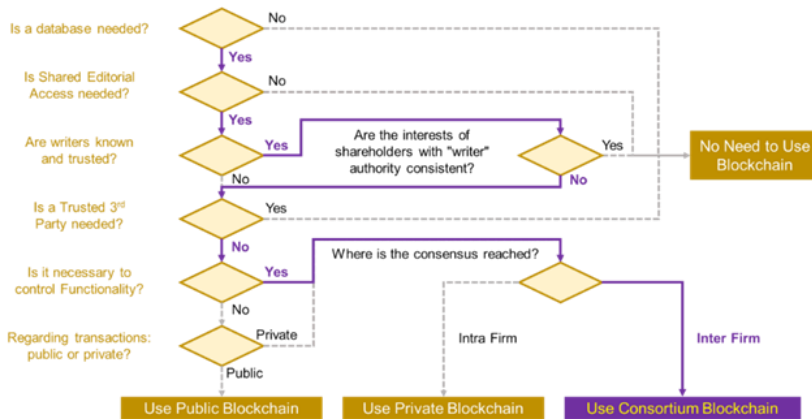 No
Is a database needed?
Yes
Is Shared Editorial
Access needed?
No
Yes
Are writers known
and trusted?
Yes
Are the interests of
shareholders with "writer"
authority consistent?
Yes
No Need to Use
Blockchain
No
No
Is a Trusted 3rd
Party needed?
Yes
No
Is it necessary to
control Functionality?
Yes
Where is the consensus reached?
No
Regarding transactions:
public or private?
Private
Public
Intra Firm
Inter Firm
Use Public Blockchain
Use Private Blockchain
Use Consortium Blockchain